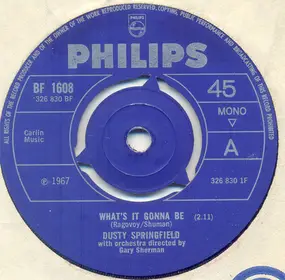 ALL RIGHTS OF THE RECORD PRODUCER AND OF THE OWNER OF THE WORK REPRODUCED RESERVED. COPYING, PUBLIC PERFORMANCE AND BROADCASTING OF THIS RECORD PROHIBITED
PHILIPS
PHILIPS
BF 1608
326 830 BF
45
MONO
Carlin
Music
A
℗ 1967
326 830 1F
WHAT'S IT GONNA BE (2.11)
(Ragovoy/Shuman)
DUSTY SPRINGFIELD
with orchestra directed by
Gary Sherman